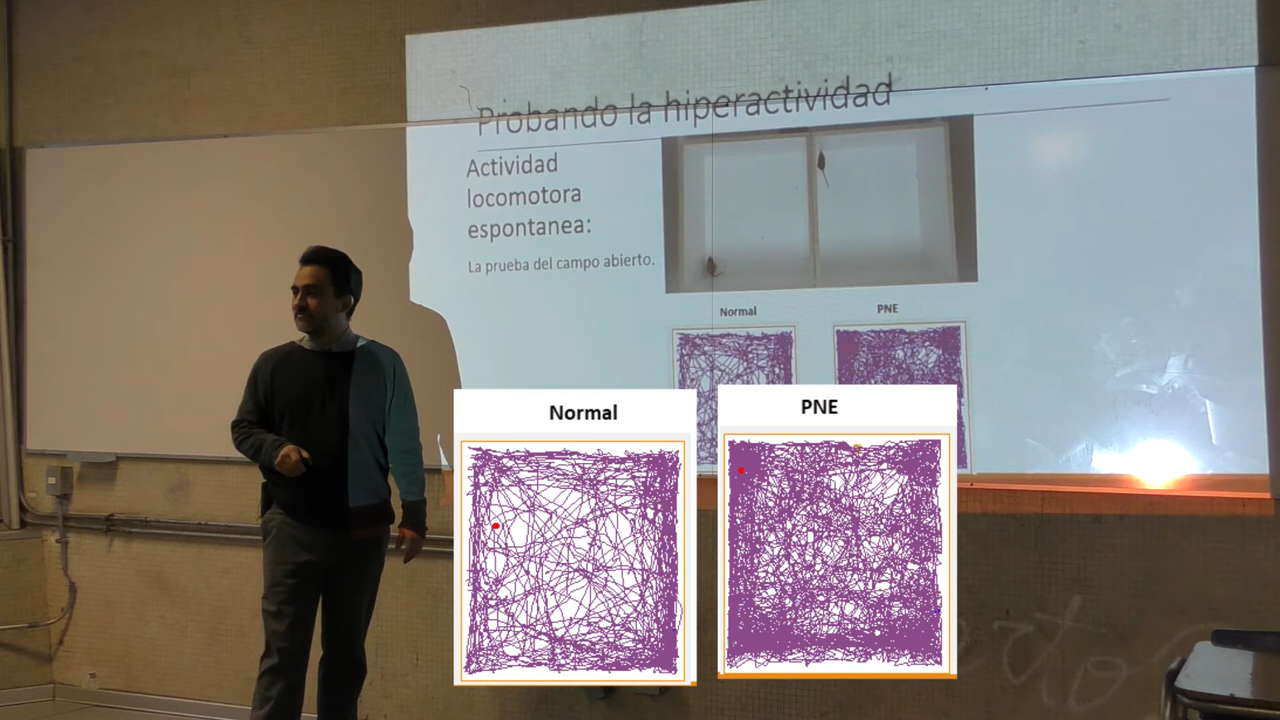 Probando la hiperactividad
Actividad
locomotora
espontanea:
La prueba del campo abierto.
Normal
PNE
Normal
PNE